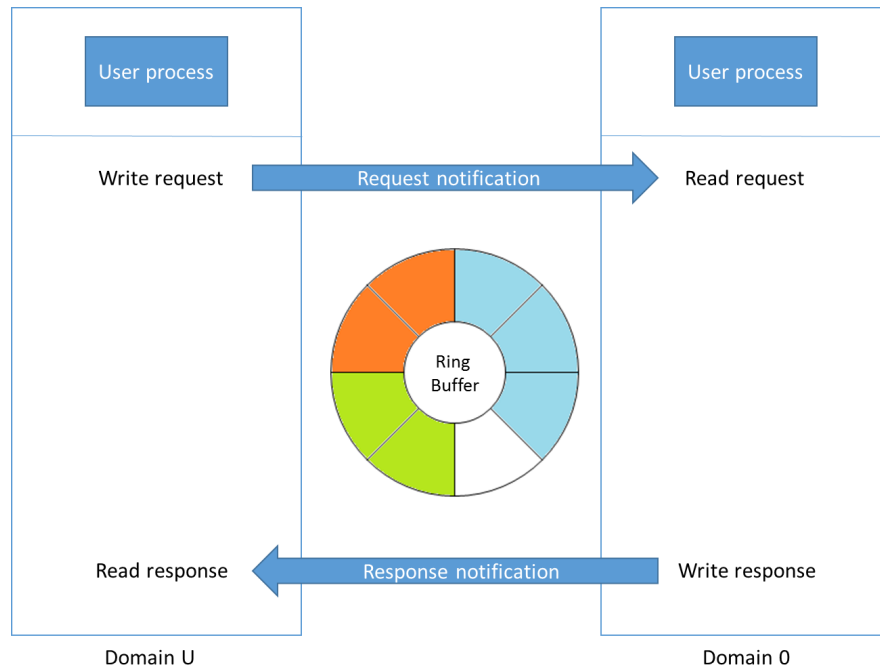 User process
User process
Write request
Request notification
Read request
Ring
Buffer
Read response
Response notification
Write response
Domain U
Domain 0